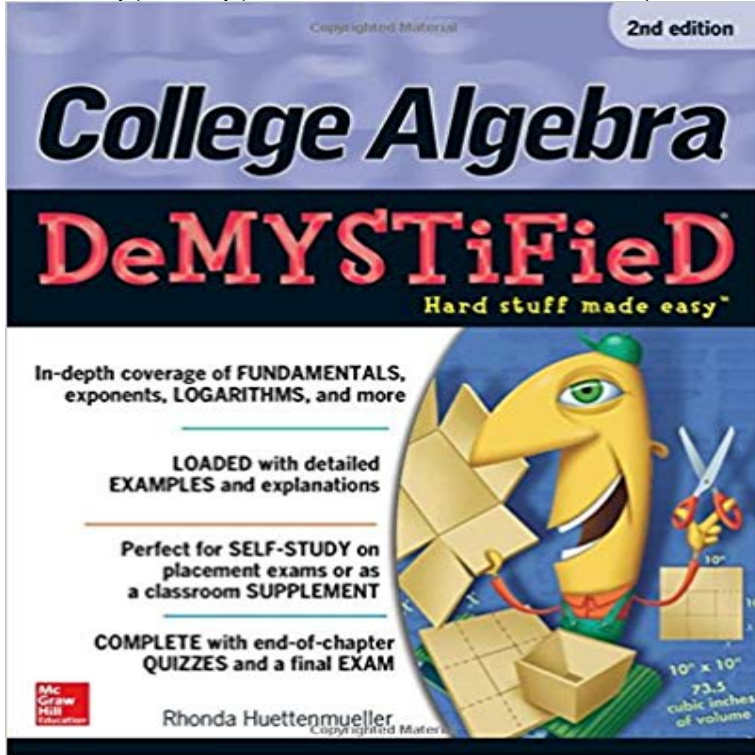 Copyrighted Material
2nd edition
College Algebra
DeMYSTiFieD®
Hard stuff made easy™
In-depth coverage of FUNDAMENTALS,
exponents, LOGARITHMS, and more
LOADED with detailed
EXAMPLES and explanations
Perfect for SELF-STUDY on
placement exams or as
a classroom SUPPLEMENT
COMPLETE with end-of-chapter
QUIZZES and a final EXAM
10"
10" x 10"
73.5
cubic inches
of volume
Mc
Graw
Hill
Education
Rhonda Huettenmueller
Copyrighted Material